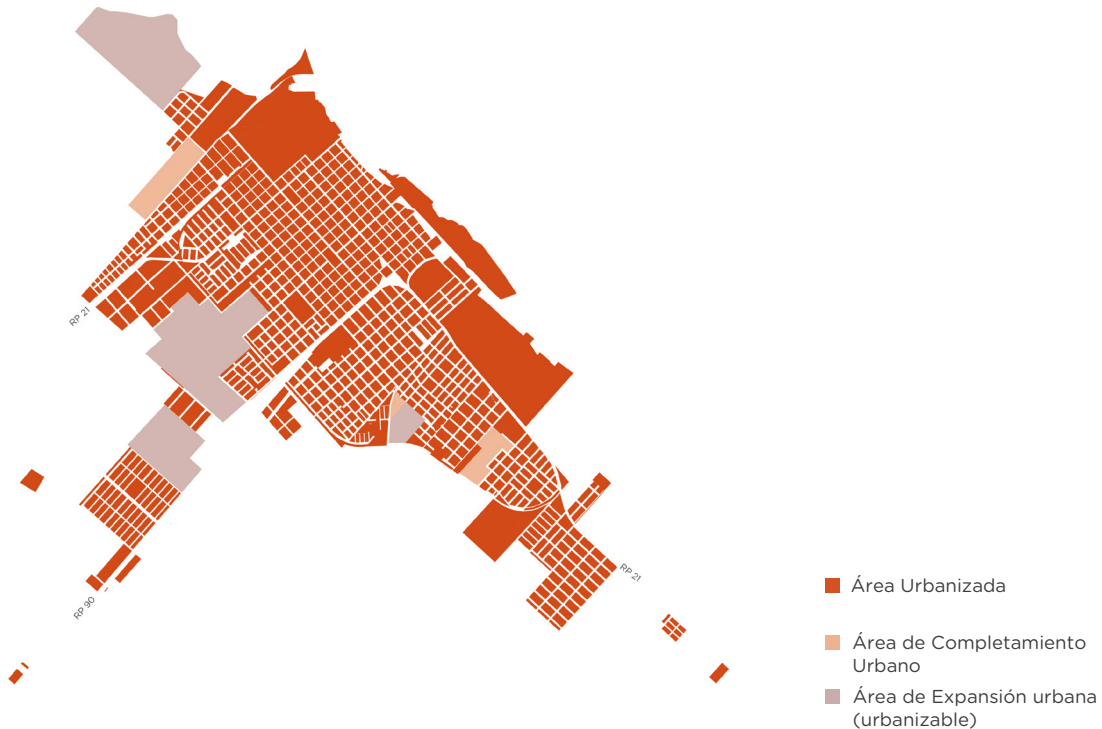 RP 21
RP 21
RP 90
Área Urbanizada
Área de Completamiento
Urbano
Área de Expansión urbana
(urbanizable)